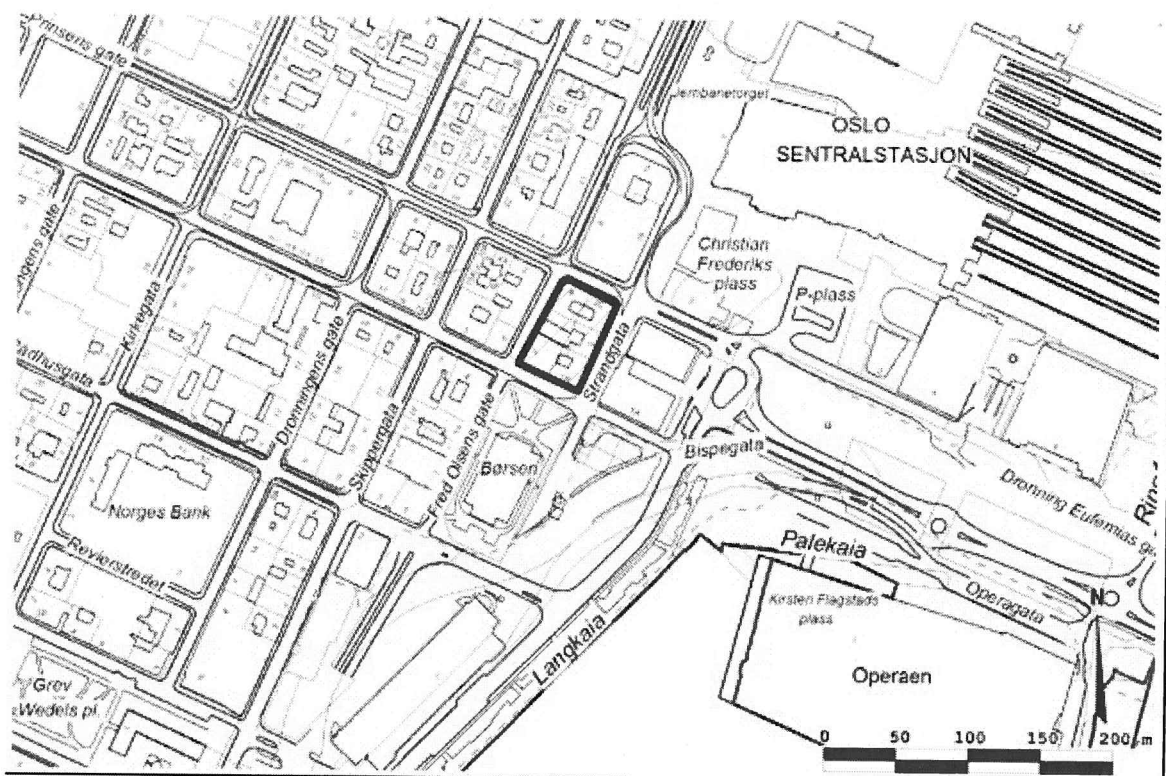 Prinsens gate
Jernbanetorget
OSLO
SENTRALSTASJON
Christian
Frederiks
plass
P-plass
Kirkegata
Rådhusgata
Dronningens gate
Skippergata
Fred Olsens gate
Strandgata
Børsen
Bispegata
Norges Bank
Revierstredet
Dronning Eufemias
Palekaia
Operagata
N
Kirsten Flagstads
plass
Langkaia
Operaen
Grev
Wedels pl.
0 50 100 150 200 m